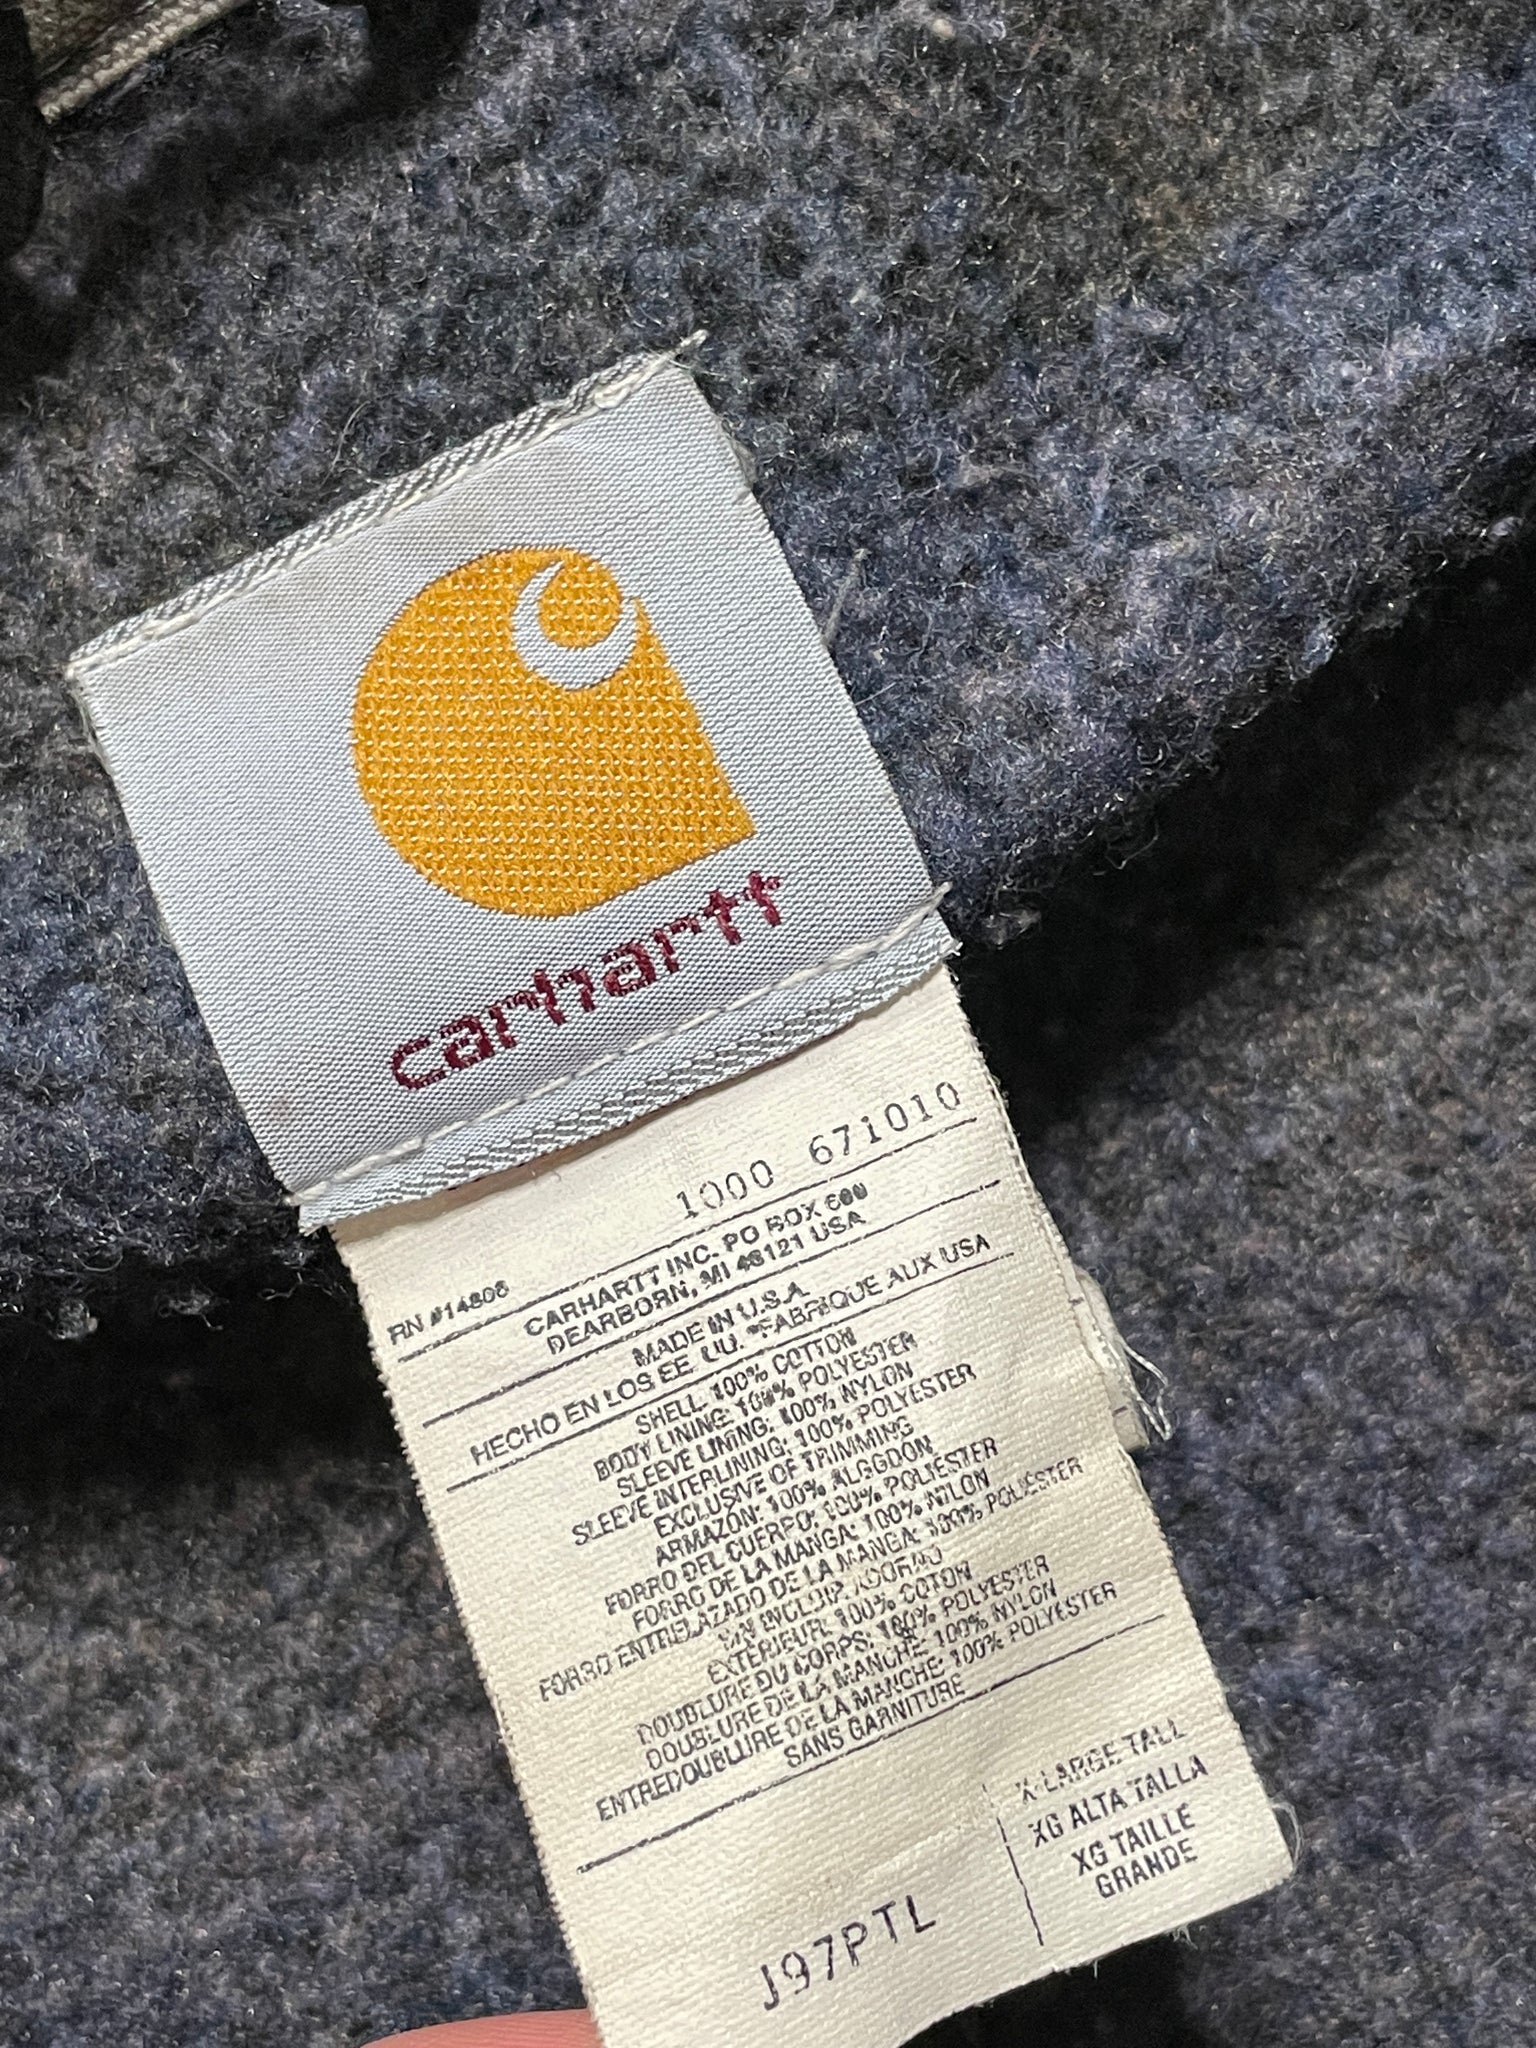 carhartt
1000 671010
RN #14806
CARHARTT INC. PO BOX 600
DEARBORN, MI 48121 USA
MADE IN U.S.A.
HECHO EN LOS EE. UU. *FABRIQUE AUX USA
SHELL: 100% COTTON
BODY LINING: 100% POLYESTER
SLEEVE LINING: 100% NYLON
SLEEVE INTERLINING: 100% POLYESTER
EXCLUSIVE OF TRIMMING
ARMAZON: 100% ALGODON
FORRO DEL CUERPO: 100% POLIESTER
FORRO DE LA MANGA: 100% NILON
FORRO ENTRELAZADO DE LA MANGA: 100% POLIESTER
SIN INCLUIR ADORNO
EXTERIEUR: 100% COTON
DOUBLURE DU CORPS: 100% POLYESTER
DOUBLURE DE LA MANCHE: 100% NYLON
ENTREDOUBLURE DE LA MANCHE: 100% POLYESTER
SANS GARNITURE
X-LARGE TALL
XG ALTA TALLA
XG TAILLE
GRANDE
J97PTL